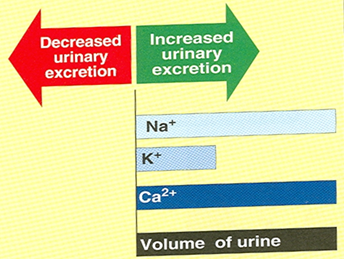 Decreased
urinary
excretion
Increased
urinary
excretion
Na⁺
K⁺
Ca²⁺
Volume of urine